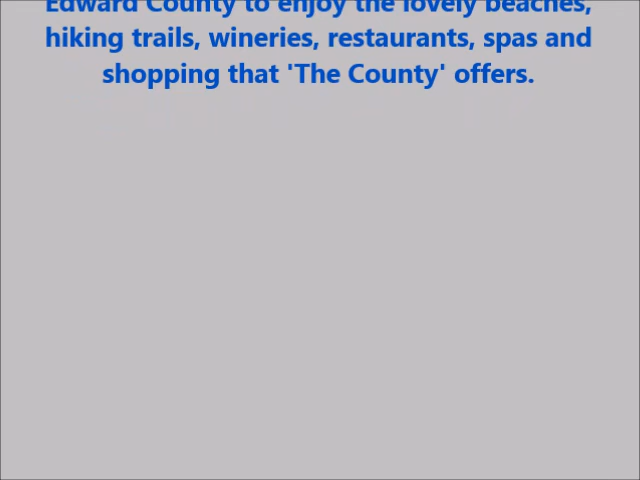 Edward County to enjoy the lovely beaches,
hiking trails, wineries, restaurants, spas and
shopping that 'The County' offers.